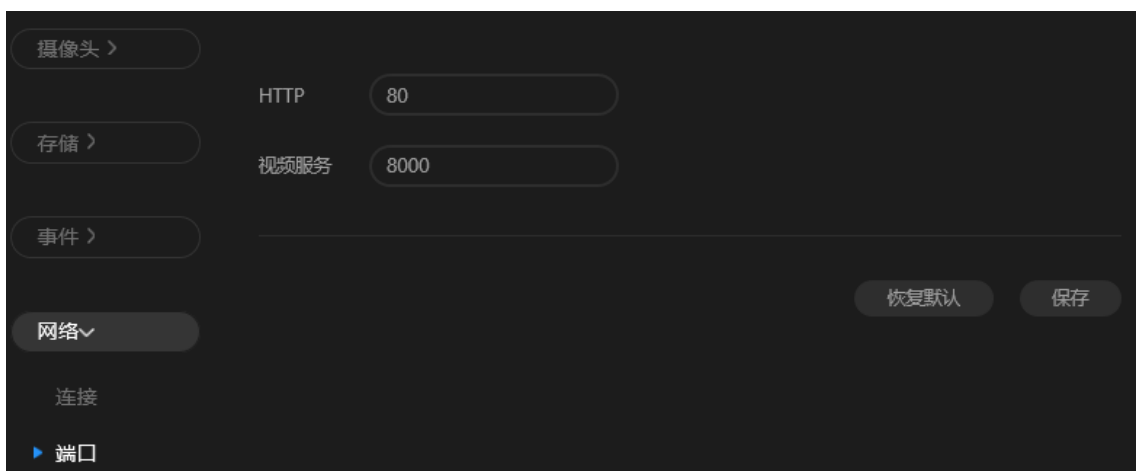 摄像头 >
HTTP 80
存储 >
视频服务 8000
事件 >
恢复默认 保存
网络
连接
端口